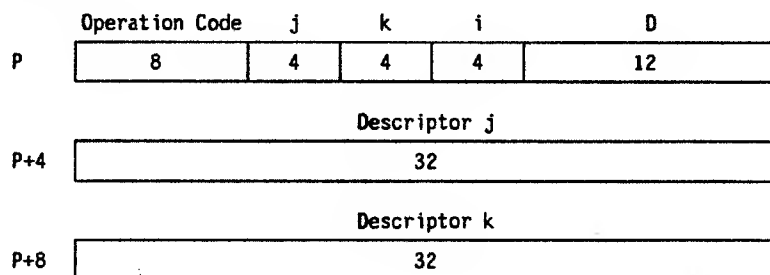 Operation Code j k i D
P 8 4 4 4 12
Descriptor j
P+4 32
Descriptor k
P+8 32